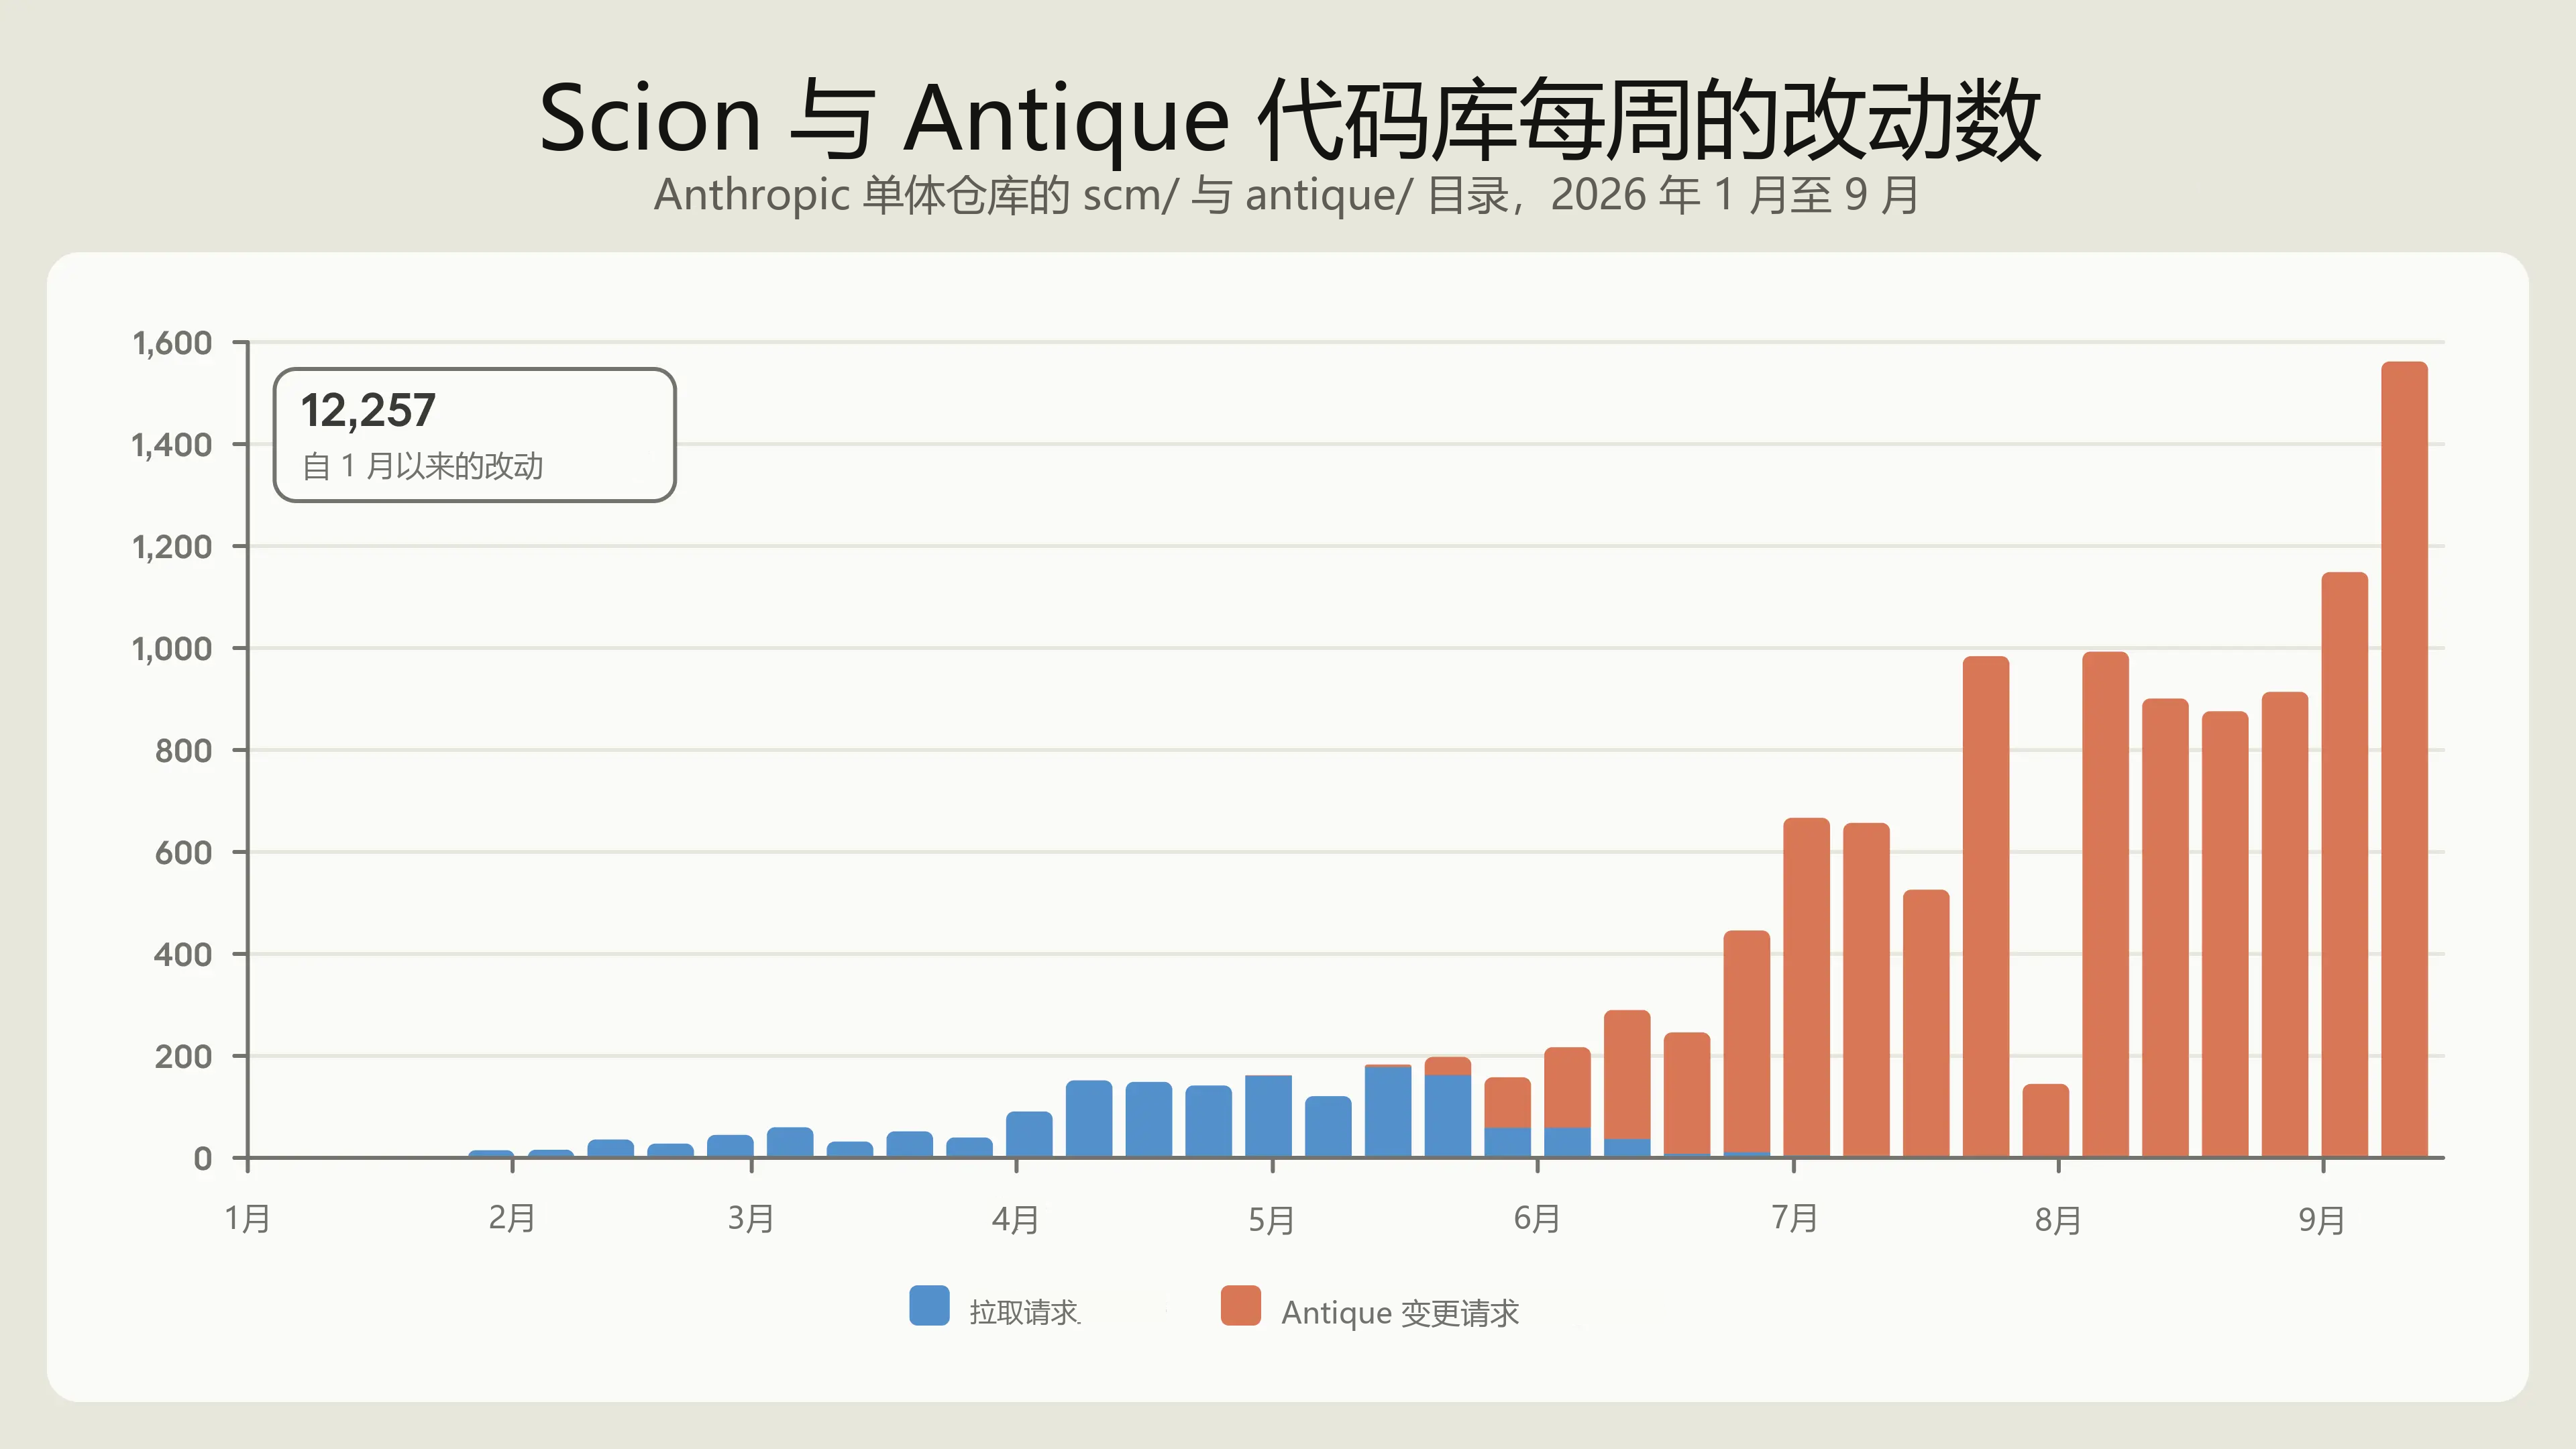 Scion 与 Antique 代码库每周的改动数
Anthropic 单体仓库的 scm/ 与 antique/ 目录，2026 年 1 月至 9 月
1,600
12,257
自 1 月以来的改动
1,400
1,200
1,000
800
600
400
200
0
1月 2月 3月 4月 5月 6月 7月 8月 9月
拉取请求 Antique 变更请求